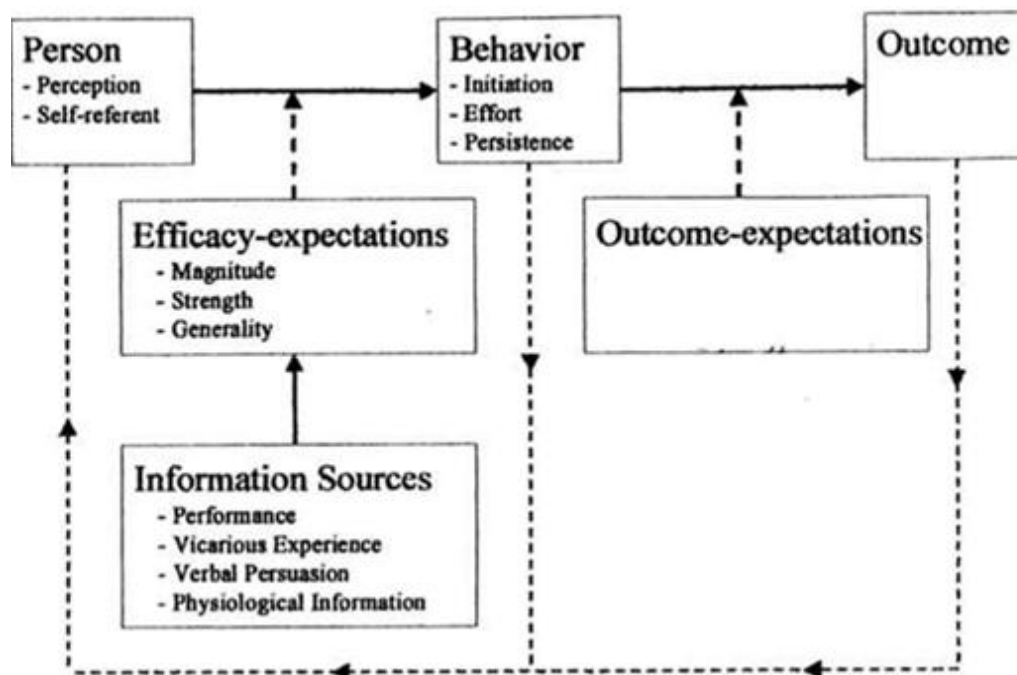 Person
- Perception
- Self-referent
Behavior
- Initiation
- Effort
- Persistence
Outcome
Efficacy-expectations
- Magnitude
- Strength
- Generality
Outcome-expectations
Information Sources
- Performance
- Vicarious Experience
- Verbal Persuasion
- Physiological Information